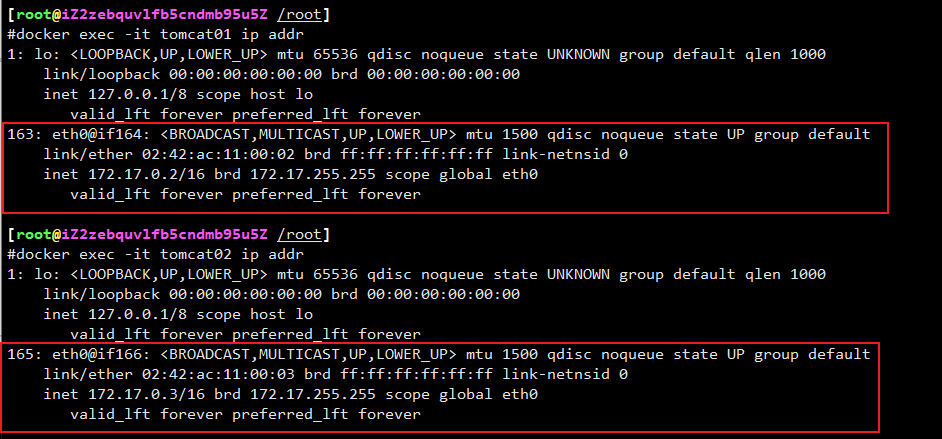 [root@iZ2zebquvlfb5cndmb95u5Z /root]
#docker exec -it tomcat01 ip addr
1: lo: <LOOPBACK,UP,LOWER_UP> mtu 65536 qdisc noqueue state UNKNOWN group default qlen 1000
    link/loopback 00:00:00:00:00:00 brd 00:00:00:00:00:00
    inet 127.0.0.1/8 scope host lo
       valid_lft forever preferred_lft forever
163: eth0@if164: <BROADCAST,MULTICAST,UP,LOWER_UP> mtu 1500 qdisc noqueue state UP group default
    link/ether 02:42:ac:11:00:02 brd ff:ff:ff:ff:ff:ff link-netnsid 0
    inet 172.17.0.2/16 brd 172.17.255.255 scope global eth0
       valid_lft forever preferred_lft forever
[root@iZ2zebquvlfb5cndmb95u5Z /root]
#docker exec -it tomcat02 ip addr
1: lo: <LOOPBACK,UP,LOWER_UP> mtu 65536 qdisc noqueue state UNKNOWN group default qlen 1000
    link/loopback 00:00:00:00:00:00 brd 00:00:00:00:00:00
    inet 127.0.0.1/8 scope host lo
       valid_lft forever preferred_lft forever
165: eth0@if166: <BROADCAST,MULTICAST,UP,LOWER_UP> mtu 1500 qdisc noqueue state UP group default
    link/ether 02:42:ac:11:00:03 brd ff:ff:ff:ff:ff:ff link-netnsid 0
    inet 172.17.0.3/16 brd 172.17.255.255 scope global eth0
       valid_lft forever preferred_lft forever